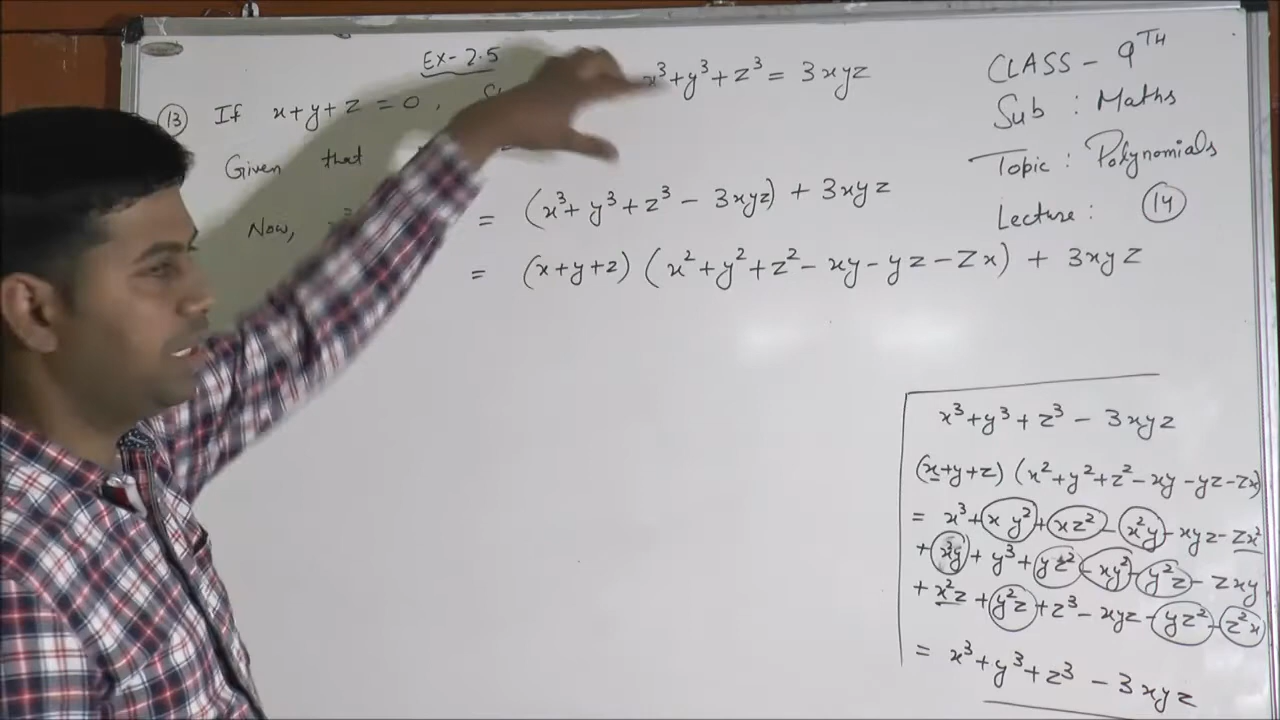 Ex- 2.5
(13) If x+y+z = 0, x³+y³+z³ = 3xyz
Given that
Now,
= (x³+ y³+z³ - 3xyz) + 3xyz
= (x+y+z) (x²+y²+z²-xy-yz-zx) + 3xyz
CLASS - 9TH
Sub : Maths
Topic : Polynomials
Lecture : (14)
x³+y³+z³ - 3xyz
(x+y+z) (x²+y²+z²-xy-yz-zx)
= x³+xy²+xz²-x²y-xyz-zx²
+ x²y+y³+yz²-xy²-y²z-zxy
+ x²z+y²z+z³-xyz-yz²-z²x
= x³+y³+z³ - 3xyz